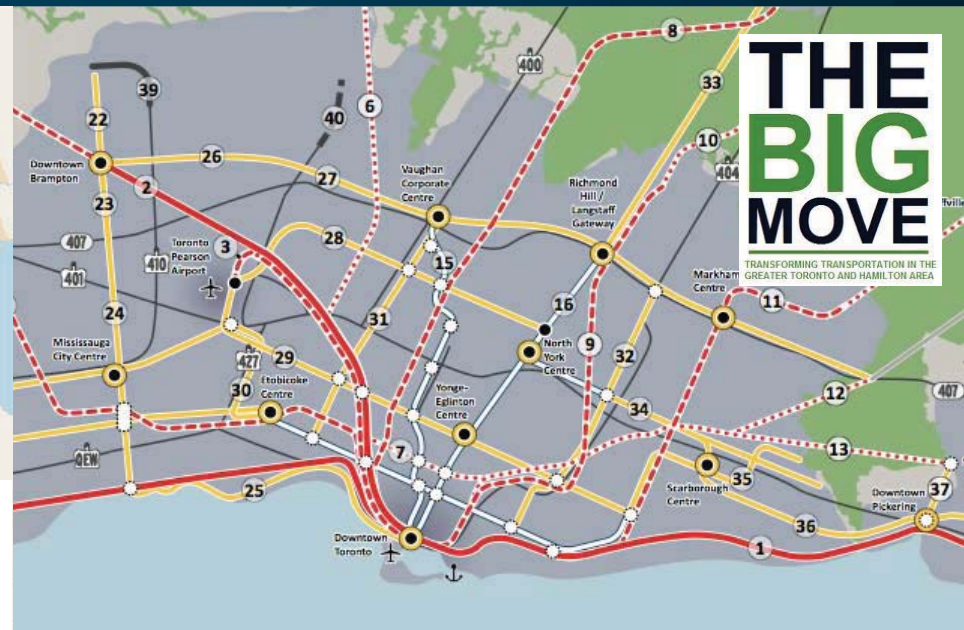 THE
BIG
MOVE
TRANSFORMING TRANSPORTATION IN THE
GREATER TORONTO AND HAMILTON AREA
8
400
33
39
22
40
6
10
404
Downtown
Brampton
26
27
Vaughan
Corporate
Centre
Richmond
Hill /
Langstaff
Gateway
2
23
407
401
410
Toronto
Pearson
Airport
3
28
15
Markham
Centre
11
24
31
16
9
32
North
York
Centre
Mississauga
City Centre
427
29
30
Etobicoke
Centre
Yonge-
Eglinton
Centre
34
12
407
QEW
7
13
25
Scarborough
Centre
35
Downtown
Pickering
37
36
Downtown
Toronto
1